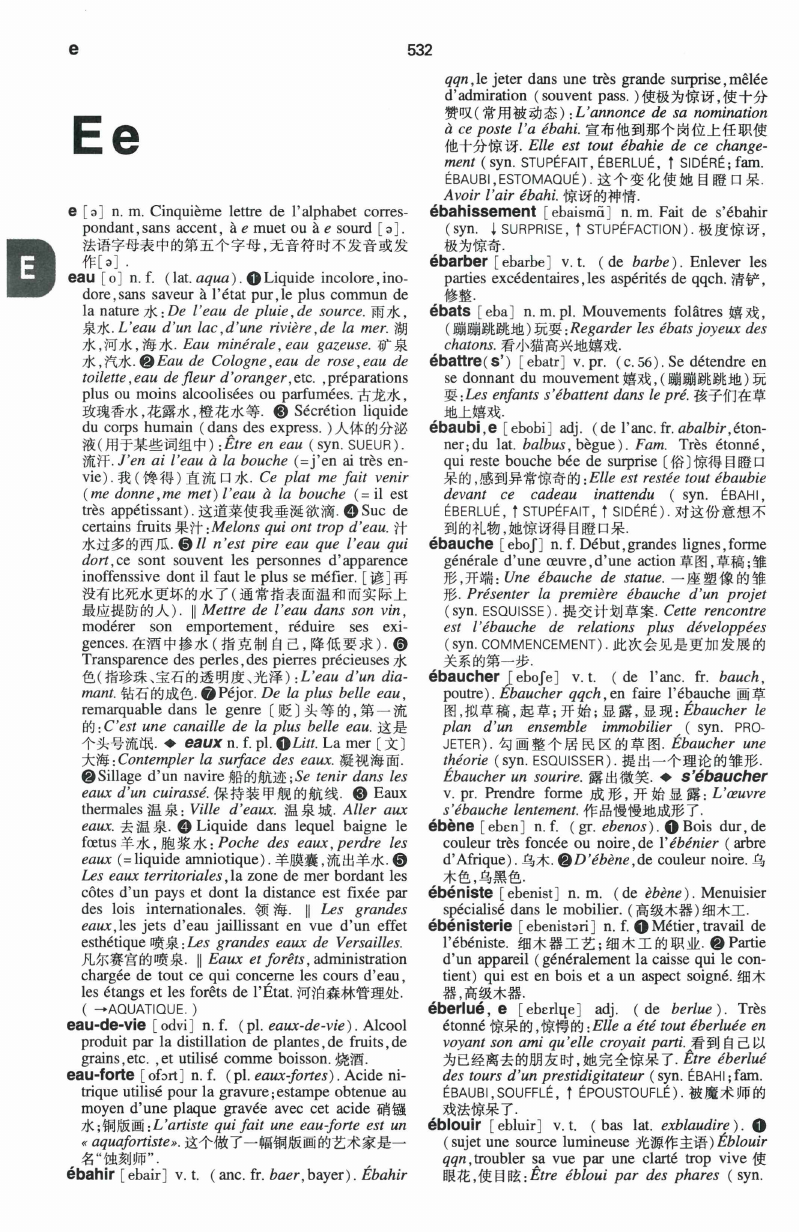 e
532
Ee
E
e [ə] n. m. Cinquième lettre de l'alphabet corres-
pondant,sans accent, à e muet ou à e sourd [ə].
法语字母表中的第五个字母,无音符时不发音或发
作[ə] .
eau [o] n. f. (lat. aqua). ❶Liquide incolore,ino-
dore,sans saveur à l'état pur,le plus commun de
la nature 水:De l'eau de pluie,de source. 雨水,
泉水. L'eau d'un lac,d'une rivière,de la mer. 湖
水,河水,海水. Eau minérale, eau gazeuse. 矿泉
水,汽水. ❷Eau de Cologne,eau de rose,eau de
toilette,eau de fleur d'oranger,etc. ,préparations
plus ou moins alcoolisées ou parfumées. 古龙水,
玫瑰香水,花露水,橙花水等. ❸ Sécrétion liquide
du corps humain (dans des express. )人体的分泌
液(用于某些词组中):Être en eau (syn. SUEUR).
流汗. J'en ai l'eau à la bouche (=j'en ai très en-
vie). 我(馋得)直流口水. Ce plat me fait venir
(me donne,me met) l'eau à la bouche (= il est
très appétissant). 这道菜使我垂涎欲滴. ❹Suc de
certains fruits 果汁:Melons qui ont trop d'eau. 汁
水过多的西瓜. ❺Il n'est pire eau que l'eau qui
dort,ce sont souvent les personnes d'apparence
inoffensive dont il faut le plus se méfier. [谚]再
没有比死水更坏的水了(通常指表面温和而实际上
最应提防的人). ‖ Mettre de l'eau dans son vin,
modérer son emportement, réduire ses exi-
gences. 在酒中掺水(指克制自己,降低要求). ❻
Transparence des perles,des pierres précieuses 水
色(指珍珠、宝石的透明度、光泽):L'eau d'un dia-
mant. 钻石的成色. ❼Péjor. De la plus belle eau,
remarquable dans le genre [贬]头等的,第一流
的:C'est une canaille de la plus belle eau. 这是
个头号流氓. ◆ eaux n. f. pl. ❶Litt. La mer [文]
大海:Contempler la surface des eaux. 凝视海面.
❷Sillage d'un navire 船的航迹;Se tenir dans les
eaux d'un cuirassé. 保持装甲舰的航线. ❸ Eaux
thermales 温泉: Ville d'eaux. 温泉城. Aller aux
eaux. 去温泉. ❹ Liquide dans lequel baigne le
fœtus 羊水, 胞浆水: Poche des eaux, perdre les
eaux (=liquide amniotique). 羊膜囊,流出羊水. ❺
Les eaux territoriales,la zone de mer bordant les
côtes d'un pays et dont la distance est fixée par
des lois internationales. 领海. ‖ Les grandes
eaux,les jets d'eau jaillissant en vue d'un effet
esthétique 喷泉:Les grandes eaux de Versailles.
凡尔赛宫的喷泉. ‖ Eaux et forêts, administration
chargée de tout ce qui concerne les cours d'eau,
les étangs et les forêts de l'État. 河泊森林管理处.
( →AQUATIQUE. )
eau-de-vie [odvi] n. f. (pl. eaux-de-vie). Alcool
produit par la distillation de plantes,de fruits,de
grains,etc. ,et utilisé comme boisson. 烧酒.
eau-forte [ofɔrt] n. f. (pl. eaux-fortes). Acide ni-
trique utilisé pour la gravure;estampe obtenue au
moyen d'une plaque gravée avec cet acide 硝镪
水;铜版画:L'artiste qui fait une eau-forte est un
« aquafortiste». 这个做了一幅铜版画的艺术家是一
名“蚀刻师”.
ébahir [ebair] v. t. (anc. fr. baer,bayer). Ébahir
qqn,le jeter dans une très grande surprise,mêlée
d'admiration (souvent pass. )使极为惊讶,使十分
赞叹(常用被动态):L'annonce de sa nomination
à ce poste l'a ébahi. 宣布他到那个岗位上任职使
他十分惊讶. Elle est tout ébahie de ce change-
ment (syn. STUPÉFAIT, ÉBERLUÉ, ↑ SIDÉRÉ; fam.
ÉBAUBI,ESTOMAQUÉ). 这个变化使她目瞪口呆.
Avoir l'air ébahi. 惊讶的神情.
ébahissement [ebaismɑ̃] n. m. Fait de s'ébahir
(syn. ↓SURPRISE, ↑ STUPÉFACTION). 极度惊讶,
极为惊奇.
ébarber [ebarbe] v. t. (de barbe). Enlever les
parties excédentaires,les aspérités de qqch. 清铲,
修整.
ébats [eba] n. m. pl. Mouvements folâtres 嬉戏,
(蹦蹦跳跳地)玩耍:Regarder les ébats joyeux des
chatons. 看小猫高兴地嬉戏.
ébattre(s') [ebatr] v. pr. (c. 56). Se détendre en
se donnant du mouvement 嬉戏,(蹦蹦跳跳地)玩
耍:Les enfants s'ébattent dans le pré. 孩子们在草
地上嬉戏.
ébaubi,e [ebobi] adj. (de l'anc. fr. abalbir,éton-
ner;du lat. balbus, bègue). Fam. Très étonné,
qui reste bouche bée de surprise [俗]惊得目瞪口
呆的,感到异常惊奇的:Elle est restée tout ébaubie
devant ce cadeau inattendu ( syn. ÉBAHI,
ÉBERLUÉ, ↑ STUPÉFAIT, ↑ SIDÉRÉ). 对这份意想不
到的礼物,她惊讶得目瞪口呆.
ébauche [eboʃ] n. f. Début,grandes lignes,forme
générale d'une œuvre,d'une action 草图,草稿;雏
形,开端: Une ébauche de statue. 一座塑像的雏
形. Présenter la première ébauche d'un projet
(syn. ESQUISSE). 提交计划草案. Cette rencontre
est l'ébauche de relations plus développées
(syn. COMMENCEMENT). 此次会见是更加发展的
关系的第一步.
ébaucher [eboʃe] v. t. (de l'anc. fr. bauch,
poutre). Ébaucher qqch,en faire l'ébauche 画草
图,拟草稿,起草;开始;显露,显现: Ébaucher le
plan d'un ensemble immobilier ( syn. PRO-
JETER). 勾画整个居民区的草图. Ébaucher une
théorie (syn. ESQUISSER). 提出一个理论的雏形.
Ébaucher un sourire. 露出微笑. ◆ s'ébaucher
v. pr. Prendre forme 成形,开始显露: L'œuvre
s'ébauche lentement. 作品慢慢地成形了.
ébène [ebɛn] n. f. (gr. ebenos). ❶ Bois dur,de
couleur très foncée ou noire,de l'ébénier (arbre
d'Afrique). 乌木. ❷D'ébène,de couleur noire. 乌
木色,乌黑色.
ébéniste [ebenist] n. m. (de èbène). Menuisier
spécialisé dans le mobilier. (高级木器)细木工.
ébénisterie [ebenistəri] n. f. ❶Métier,travail de
l'ébéniste. 细木器工艺;细木工的职业. ❷Partie
d'un appareil (généralement la caisse qui le con-
tient) qui est en bois et a un aspect soigné. 细木
器,高级木器.
éberlué, e [ebɛrlɥe] adj. (de berlue). Très
étonné 惊呆的,惊愕的:Elle a été tout éberluée en
voyant son ami qu'elle croyait parti. 看到自己以
为已经离去的朋友时,她完全惊呆了. Être éberlué
des tours d'un prestidigitateur (syn. ÉBAHI;fam.
ÉBAUBI,SOUFFLÉ, ↑ ÉPOUSTOUFLÉ). 被魔术师的
戏法惊呆了.
éblouir [ebluir] v. t. (bas lat. exblaudire). ❶
(sujet une source lumineuse 光源作主语)Éblouir
qqn,troubler sa vue par une clarté trop vive 使
眼花,使目眩:Être ébloui par des phares (syn.